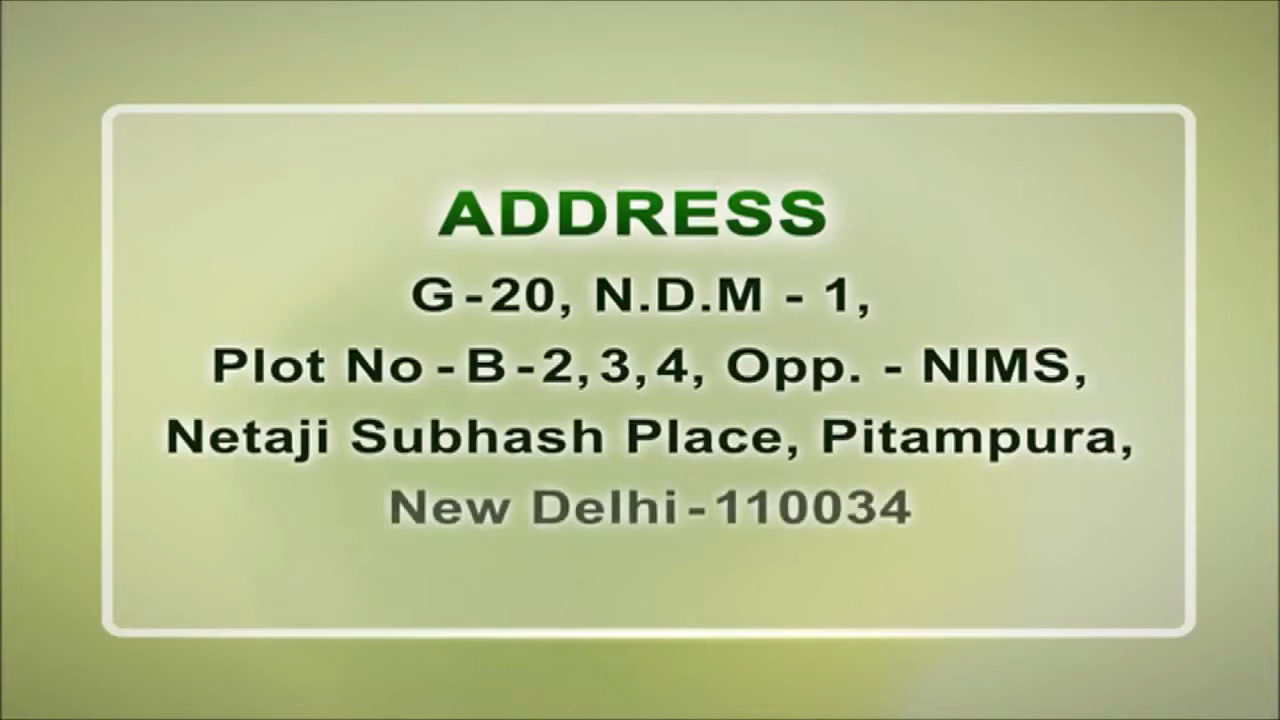 ADDRESS
G-20, N.D.M - 1,
Plot No-B-2,3,4, Opp. - NIMS,
Netaji Subhash Place, Pitampura,
New Delhi-110034